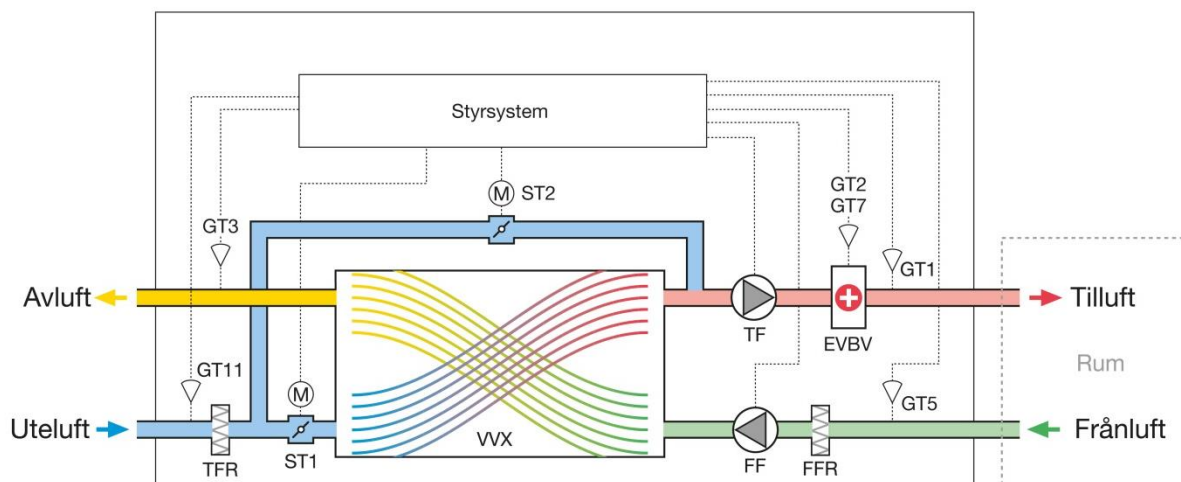 Styrsystem
M
ST2
GT2
GT7
GT3
GT1
Avluft
Tilluft
TF
EVBV
Rum
GT11
M
GT5
Uteluft
Frånluft
TFR
ST1
VVX
FF
FFR